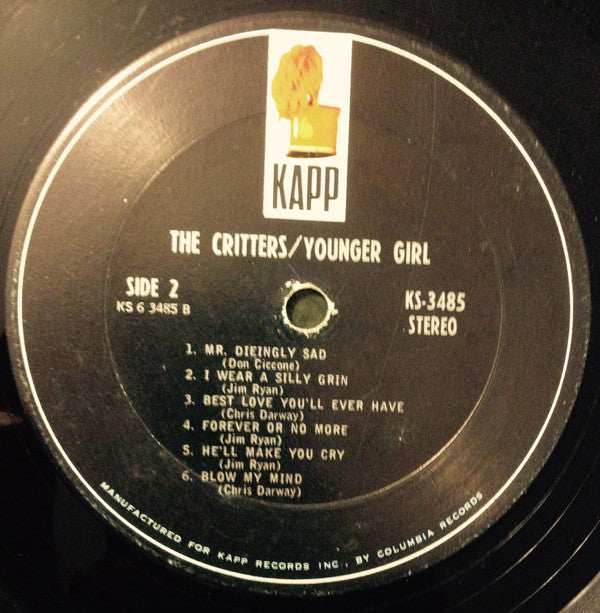 KAPP
THE CRITTERS/YOUNGER GIRL
SIDE 2
KS 6 3485 B
KS-3485
STEREO
1. MR. DIEINGLY SAD
(Don Ciccone)
2. I WEAR A SILLY GRIN
(Jim Ryan)
3. BEST LOVE YOU'LL EVER HAVE
(Chris Darway)
4. FOREVER OR NO MORE
(Jim Ryan)
5. HE'LL MAKE YOU CRY
(Jim Ryan)
6. BLOW MY MIND
(Chris Darway)
MANUFACTURED FOR KAPP RECORDS INC., BY COLUMBIA RECORDS